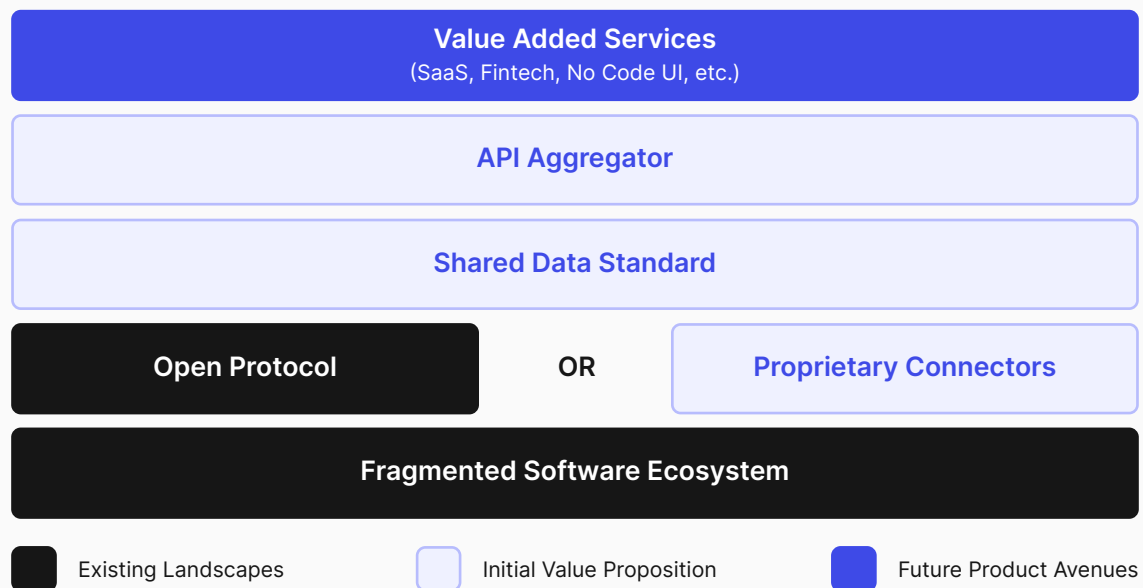 Value Added Services
(SaaS, Fintech, No Code UI, etc.)
API Aggregator
Shared Data Standard
Open Protocol
OR
Proprietary Connectors
Fragmented Software Ecosystem
Existing Landscapes
Initial Value Proposition
Future Product Avenues